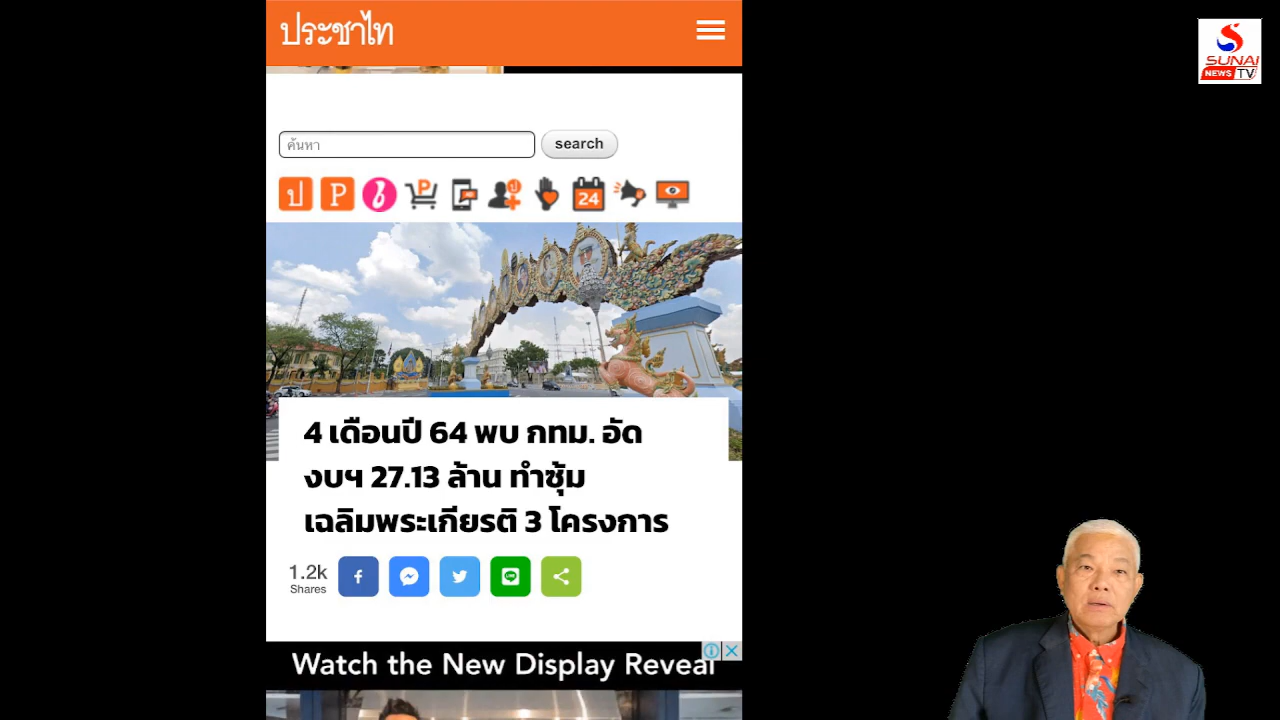 ประชาไท
SUNAI
NEWS TV
ค้นหา
search
ป P P
24
4 เดือนปี 64 พบ กทม. อัด
งบฯ 27.13 ล้าน ทำซุ้ม
เฉลิมพระเกียรติ 3 โครงการ
1.2k
Shares
Watch the New Display Reveal